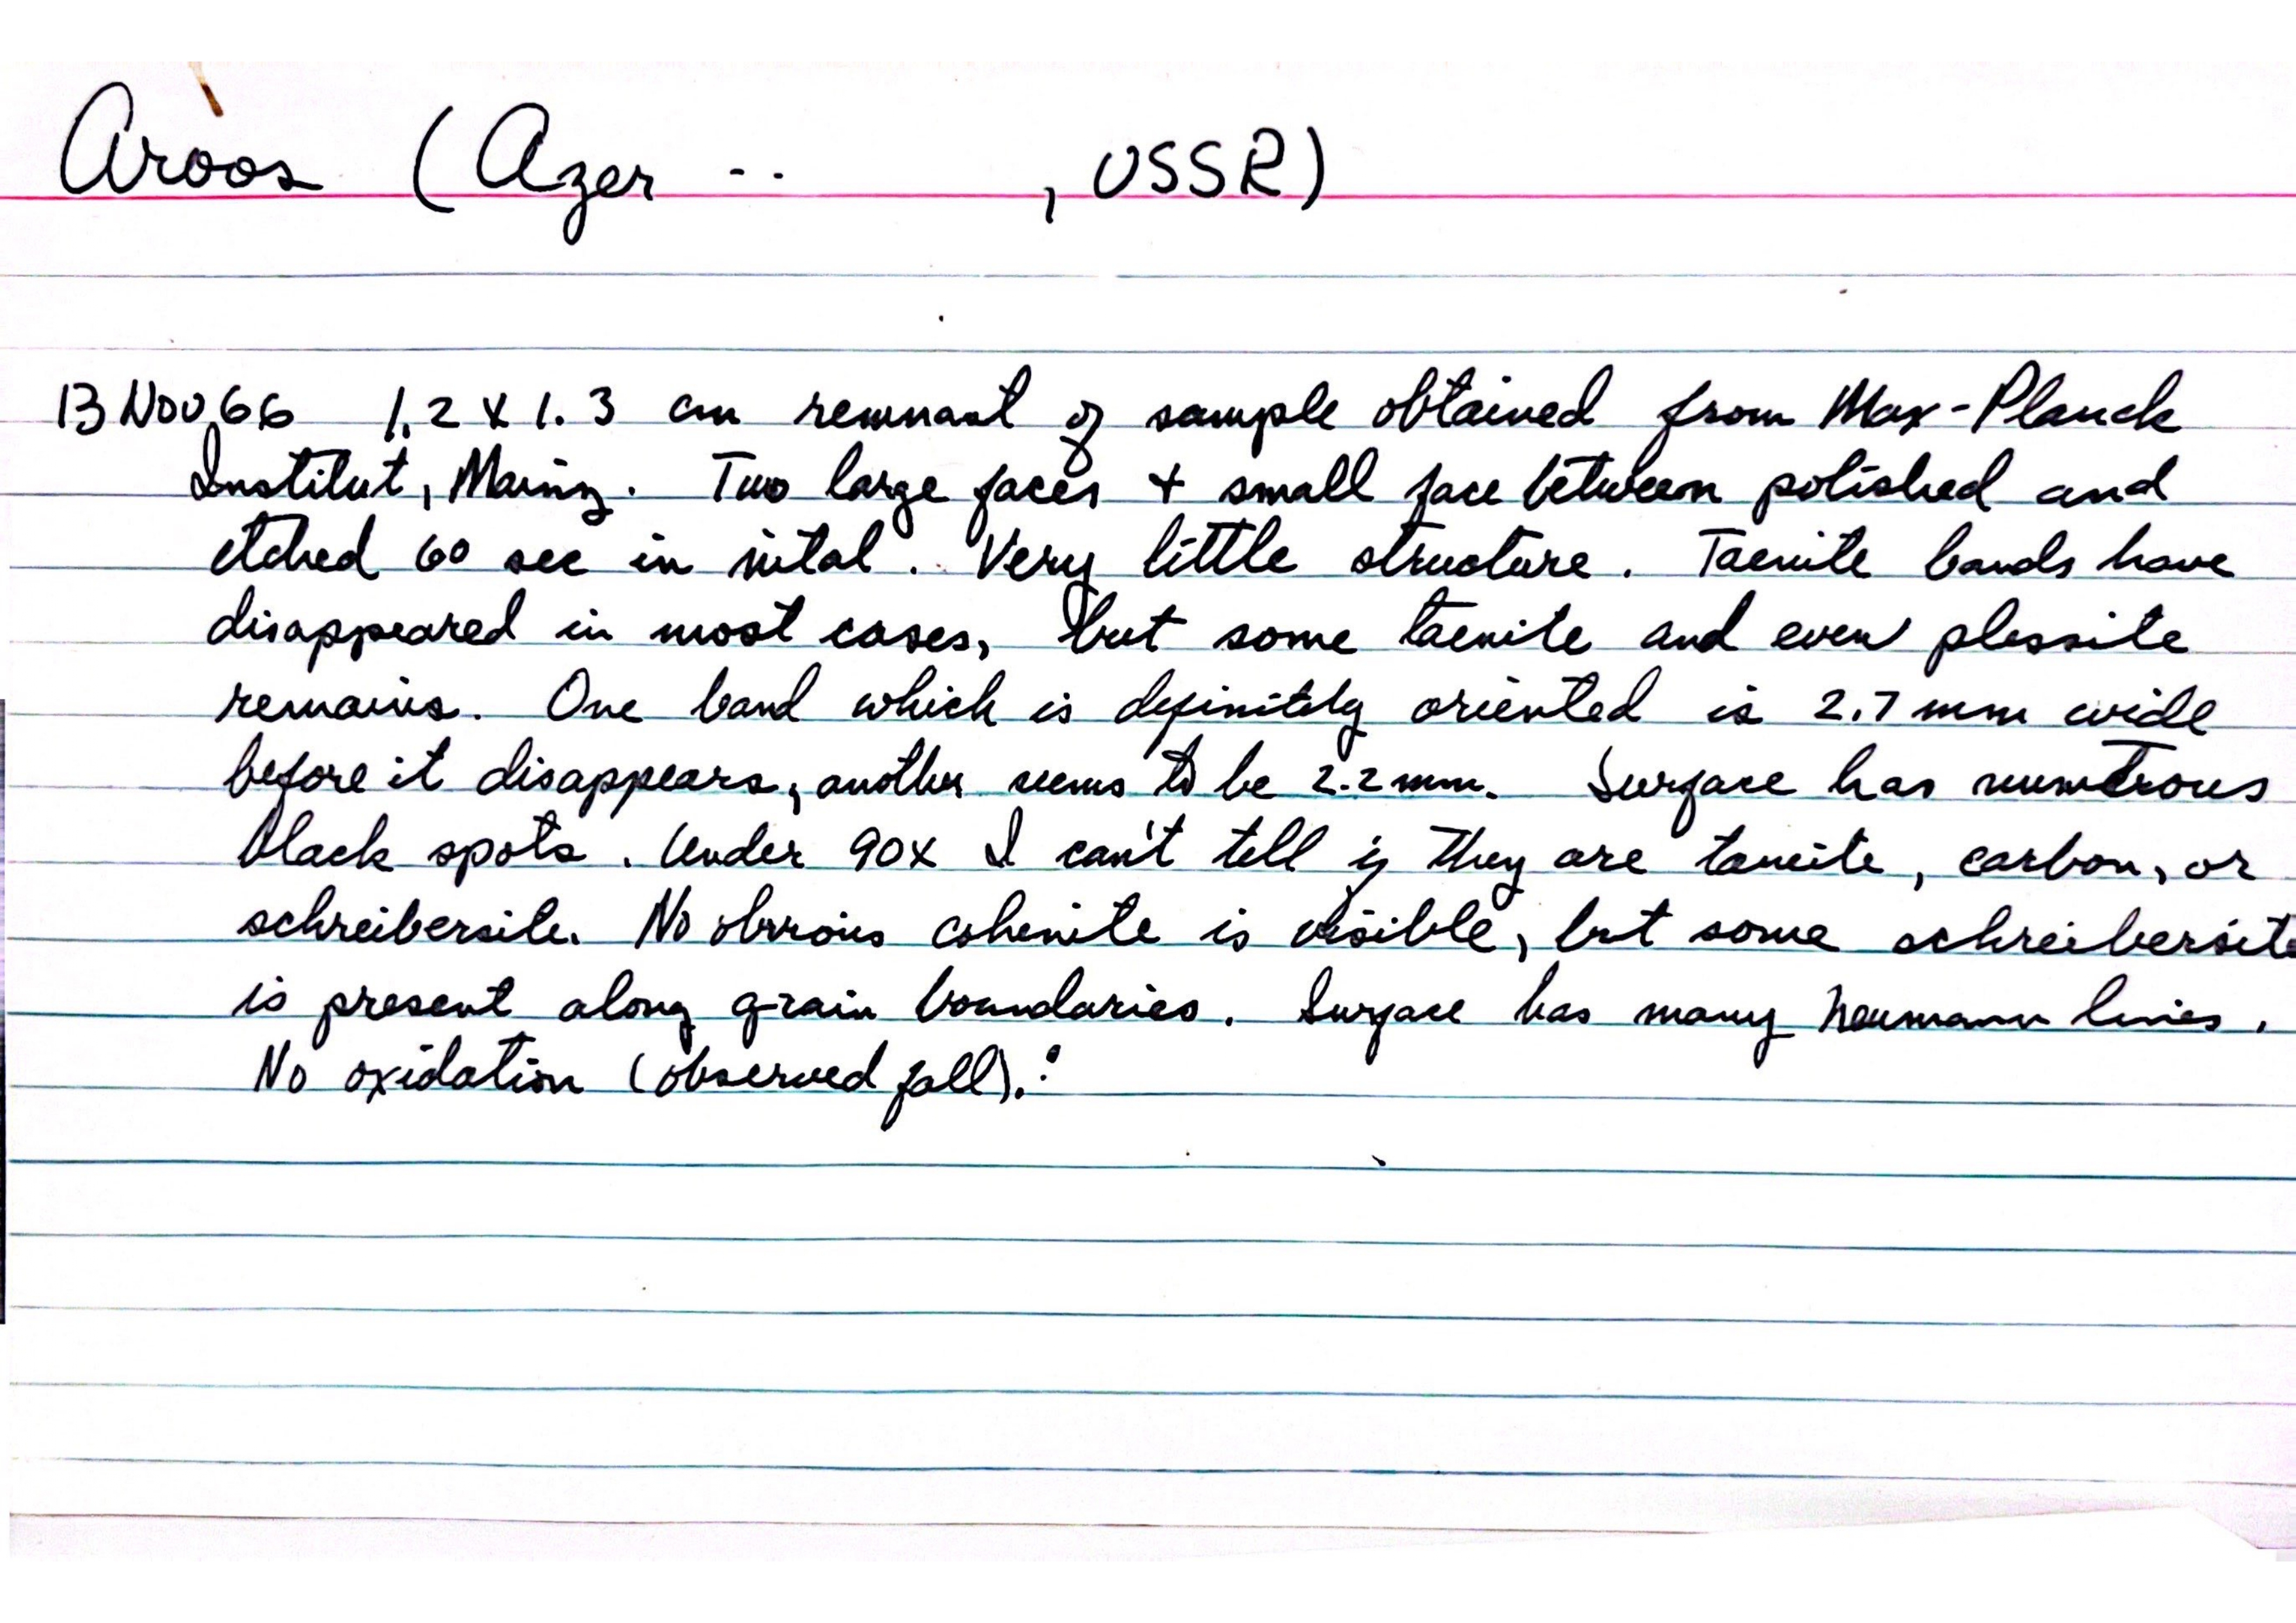 Aroos (Azer -- , USSR)
13 Nov 66 1.2 x 1.3 cm remnant of sample obtained from Max-Planck
Institut, Mainz. Two large faces + small face between polished and
etched 60 sec in nital. Very little structure. Taenite bands have
disappeared in most cases, but some taenite and even plessite
remains. One band which is definitely oriented is 2.7 mm wide
before it disappears, another seems to be 2.2 mm. Surface has numerous
black spots. Under 90x I can't tell if they are taneite, carbon, or
schreibersite. No obvious cohenite is visible, but some schreibersite
is present along grain boundaries. Surface has many Neumann lines.
No oxidation (observed fall).